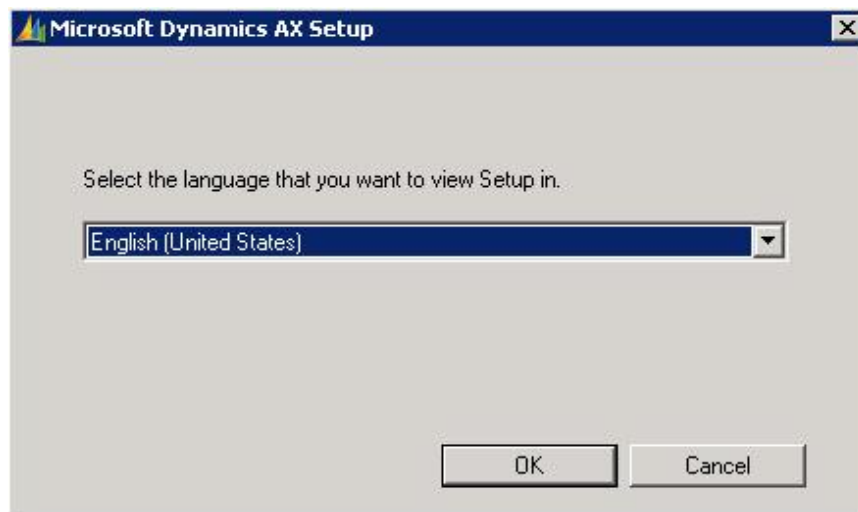 Microsoft Dynamics AX Setup
Select the language that you want to view Setup in.
English (United States)
OK
Cancel